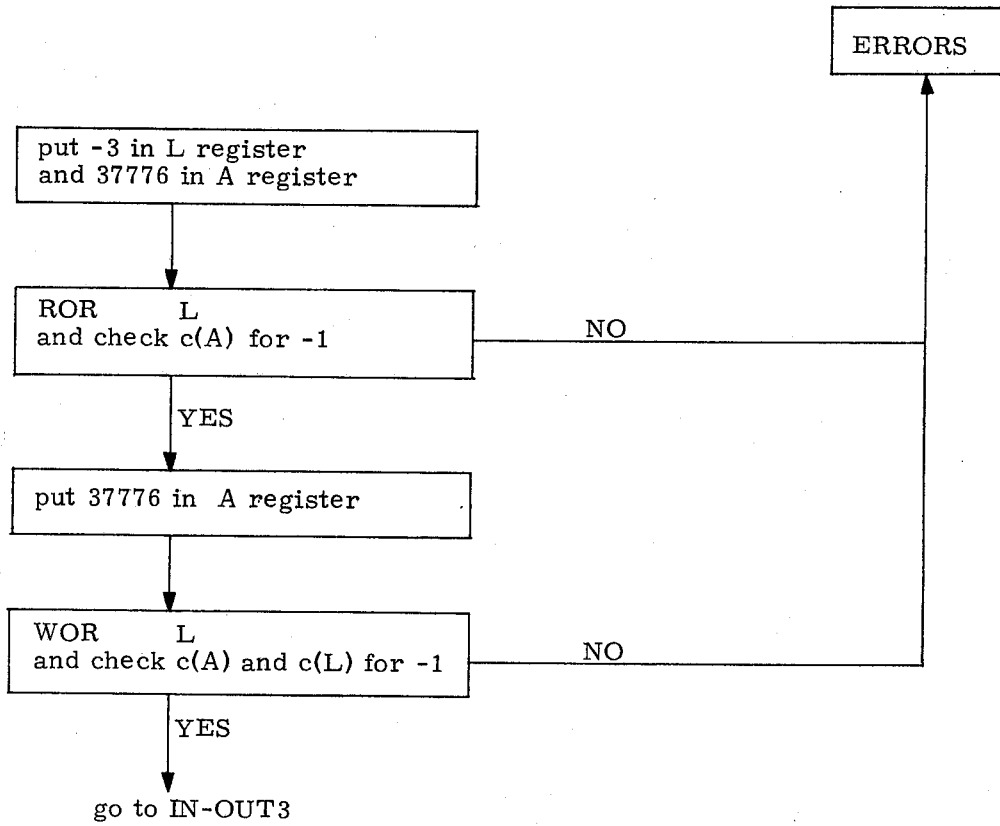 ERRORS
put -3 in L register
and 37776 in A register
ROR L
and check c(A) for -1
NO
YES
put 37776 in A register
WOR L
and check c(A) and c(L) for -1
NO
YES
go to IN-OUT3